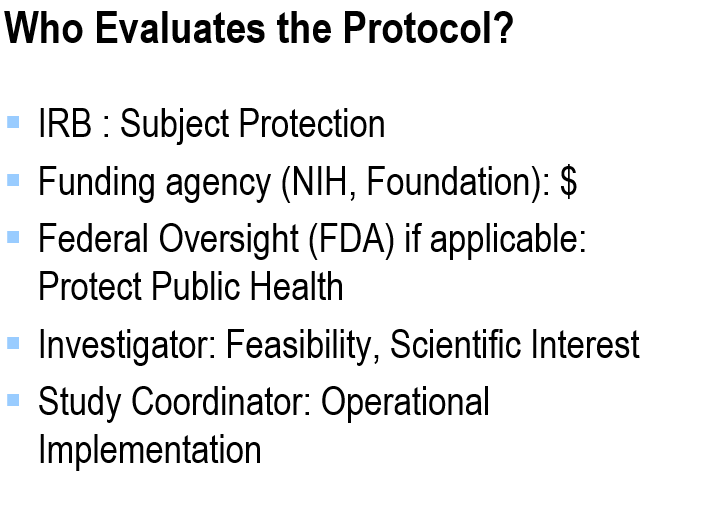 Who Evaluates the Protocol?
IRB : Subject Protection
Funding agency (NIH, Foundation): $
Federal Oversight (FDA) if applicable:
Protect Public Health
Investigator: Feasibility, Scientific Interest
Study Coordinator: Operational
Implementation